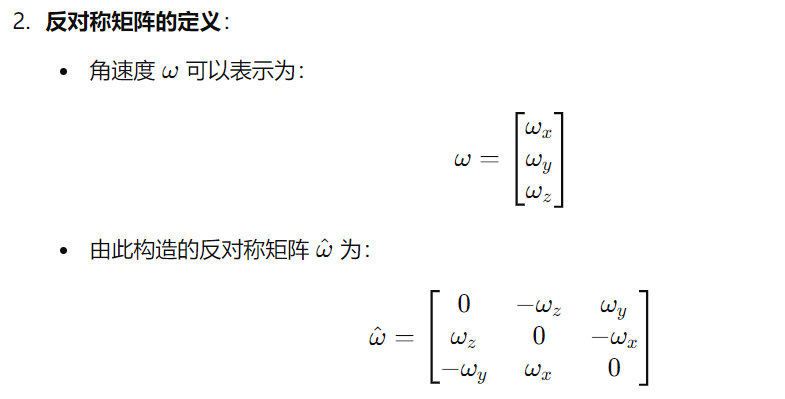 2. 反对称矩阵的定义：
• 角速度 ω 可以表示为：
ω = [ω_x
ω_y
ω_z]
• 由此构造的反对称矩阵 ω̂ 为：
ω̂ = [0 −ω_z ω_y
ω_z 0 −ω_x
−ω_y ω_x 0]